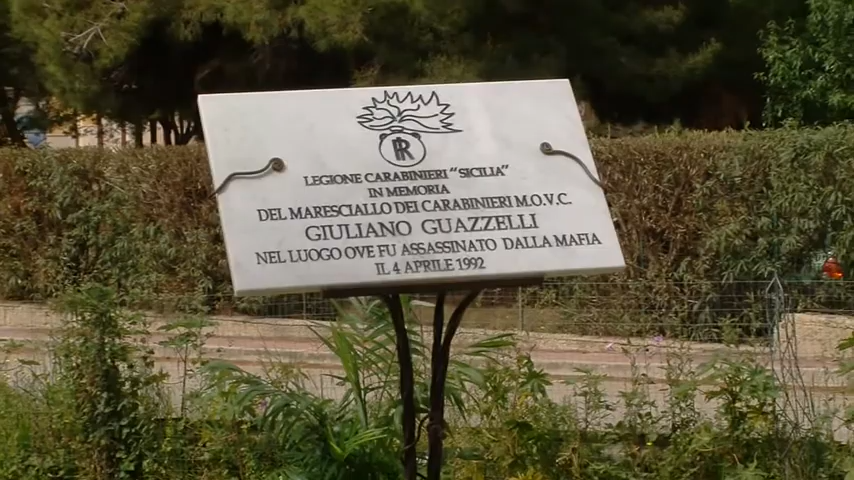 RI
LEGIONE CARABINIERI "SICILIA"
IN MEMORIA
DEL MARESCIALLO DEI CARABINIERI M.O.V.C.
GIULIANO GUAZZELLI
NEL LUOGO OVE FU ASSASSINATO DALLA MAFIA
IL 4 APRILE 1992